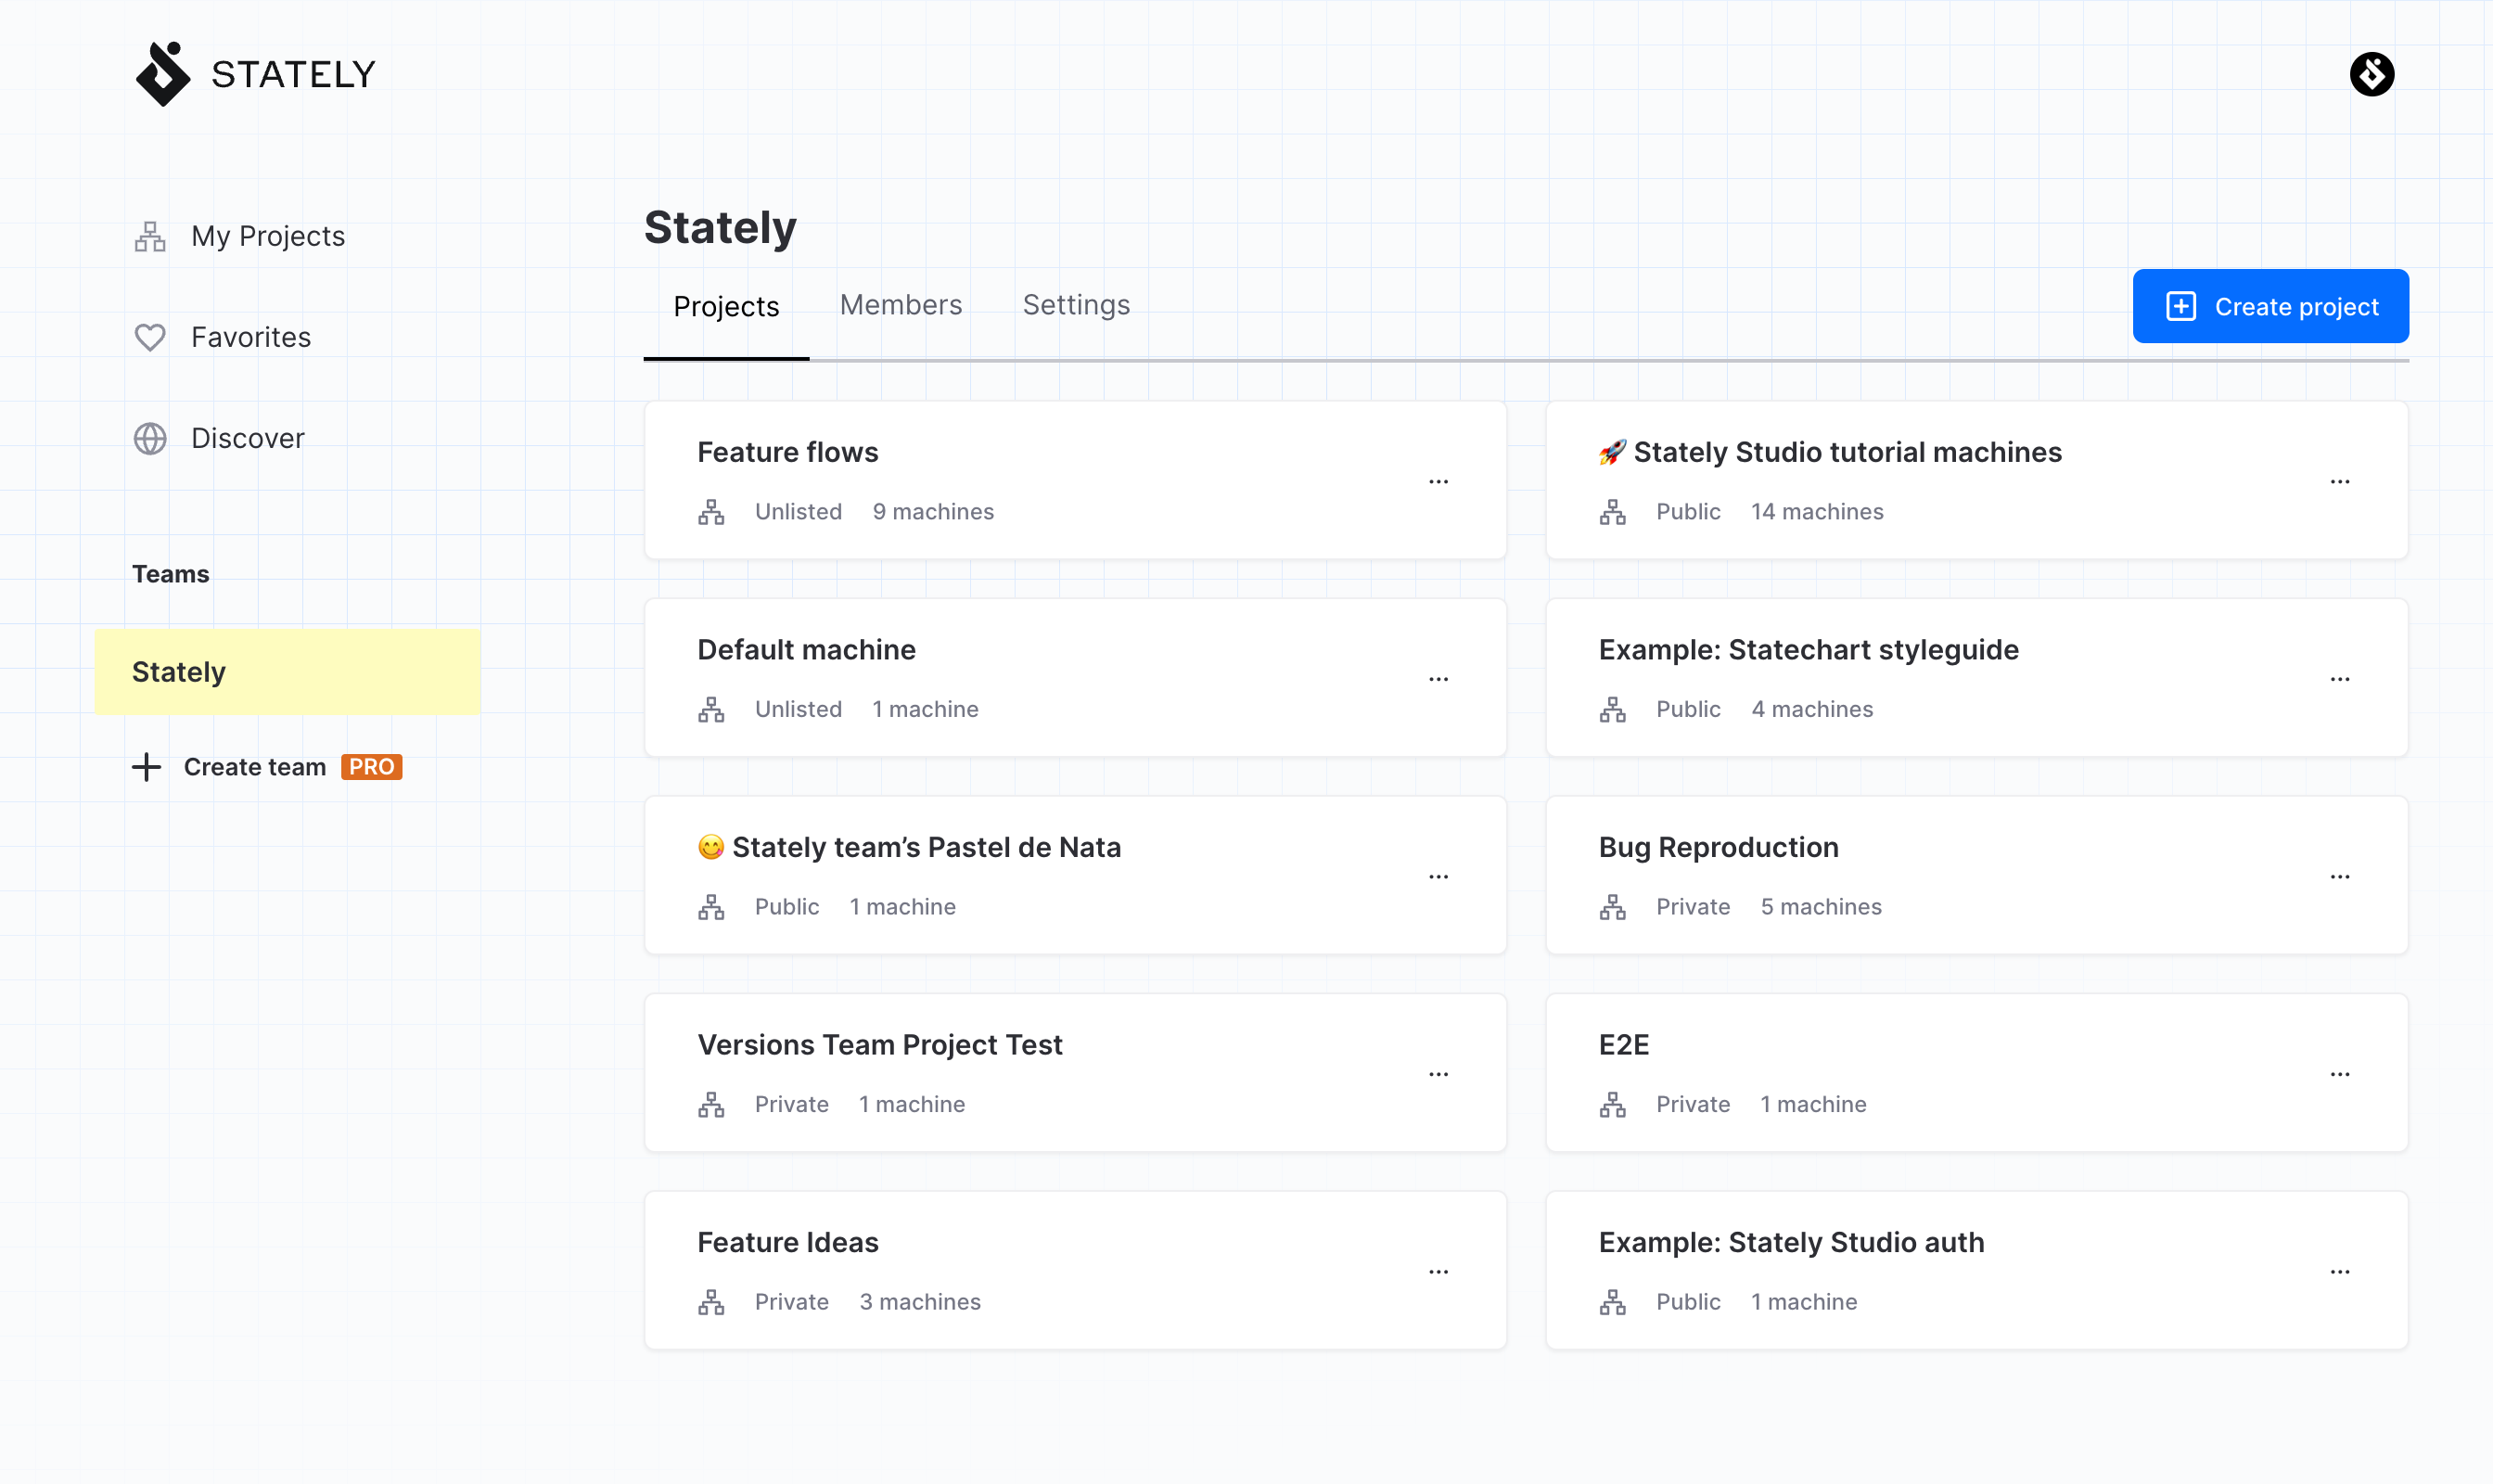 STATELY
My Projects
Favorites
Discover
Teams
Stately
Create team PRO
Stately
Projects Members Settings
Create project
Feature flows
Unlisted 9 machines
🚀 Stately Studio tutorial machines
Public 14 machines
Default machine
Unlisted 1 machine
Example: Statechart styleguide
Public 4 machines
😋 Stately team’s Pastel de Nata
Public 1 machine
Bug Reproduction
Private 5 machines
Versions Team Project Test
Private 1 machine
E2E
Private 1 machine
Feature Ideas
Private 3 machines
Example: Stately Studio auth
Public 1 machine